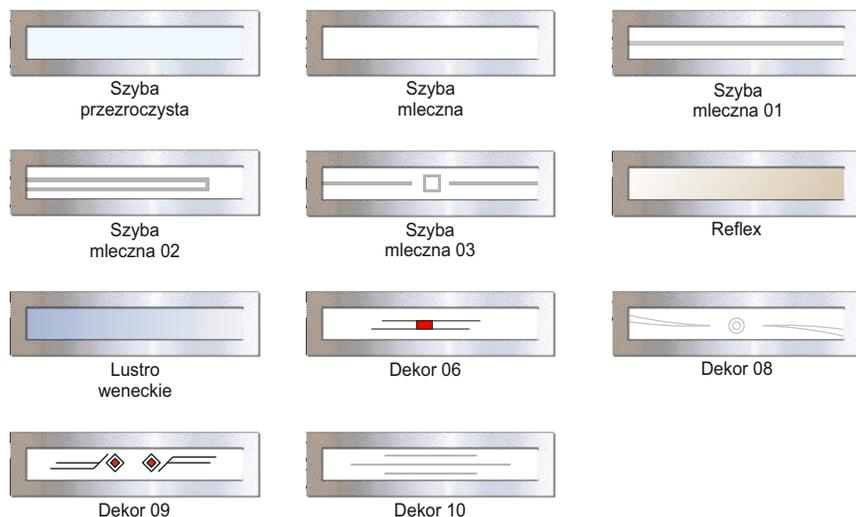 Szyba
przezroczysta
Szyba
mleczna
Szyba
mleczna 01
Szyba
mleczna 02
Szyba
mleczna 03
Reflex
Lustro
weneckie
Dekor 06
Dekor 08
Dekor 09
Dekor 10